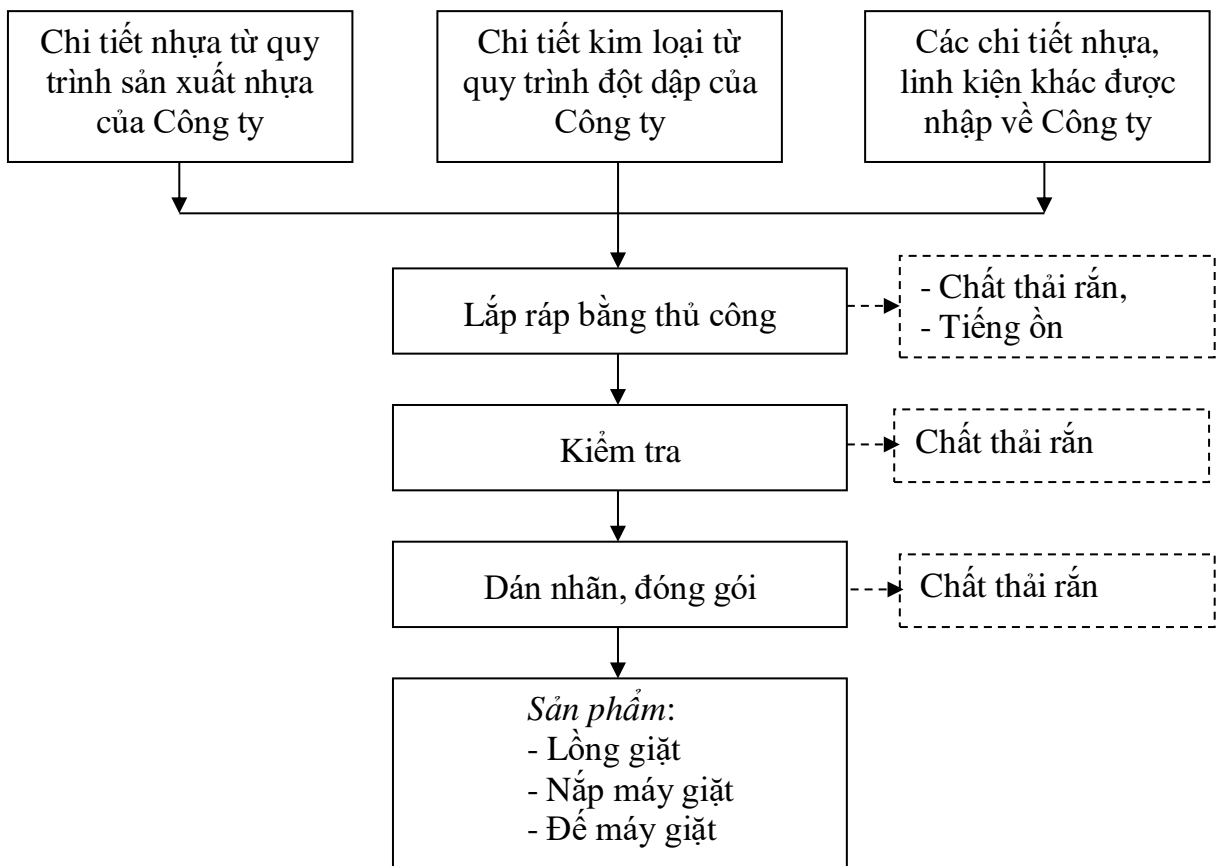 Chi tiết nhựa từ quy
trình sản xuất nhựa
của Công ty
Chi tiết kim loại từ
quy trình đột dập của
Công ty
Các chi tiết nhựa,
linh kiện khác được
nhập về Công ty
Lắp ráp bằng thủ công
- Chất thải rắn,
- Tiếng ồn
Kiểm tra
Chất thải rắn
Dán nhãn, đóng gói
Chất thải rắn
Sản phẩm:
- Lồng giặt
- Nắp máy giặt
- Đế máy giặt